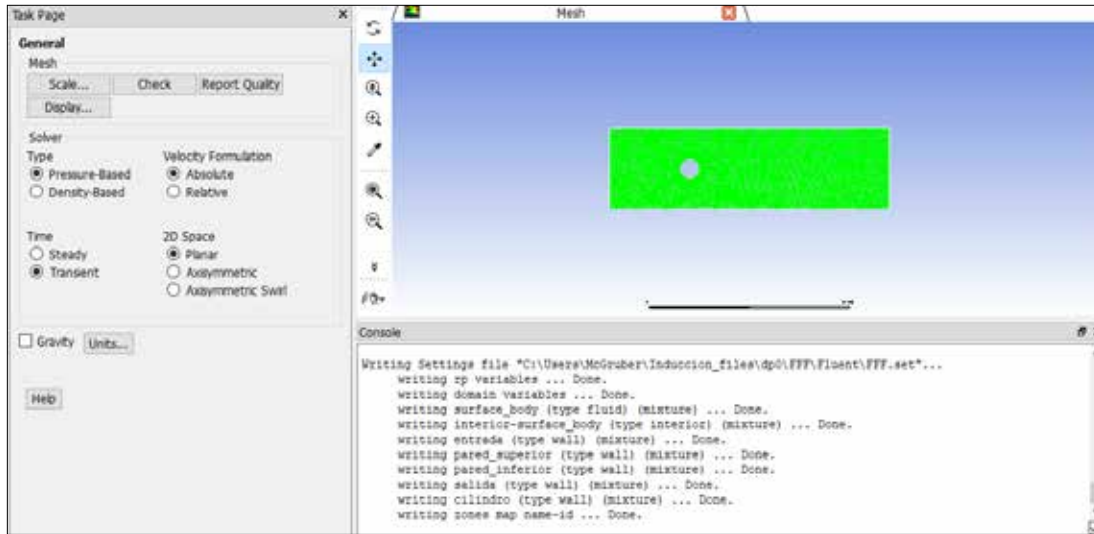 Task Page
General
Mesh
Scale... Check Report Quality
Display...
Solver
Type Velocity Formulation
Pressure-Based Absolute
Density-Based Relative
Time 2D Space
Steady Planar
Transient Axisymmetric
Axisymmetric Swirl
Gravity Units...
Help
Mesh
Console
Writing Settings file "C:\Users\McGruber\Induccion_files\dp0\FFF\Fluent\FFF.set"...
writing rp variables ... Done.
writing domain variables ... Done.
writing surface_body (type fluid) (mixture) ... Done.
writing interior-surface_body (type interior) (mixture) ... Done.
writing entrada (type wall) (mixture) ... Done.
writing pared_superior (type wall) (mixture) ... Done.
writing pared_inferior (type wall) (mixture) ... Done.
writing salida (type wall) (mixture) ... Done.
writing cilindro (type wall) (mixture) ... Done.
writing zones map name-id ... Done.